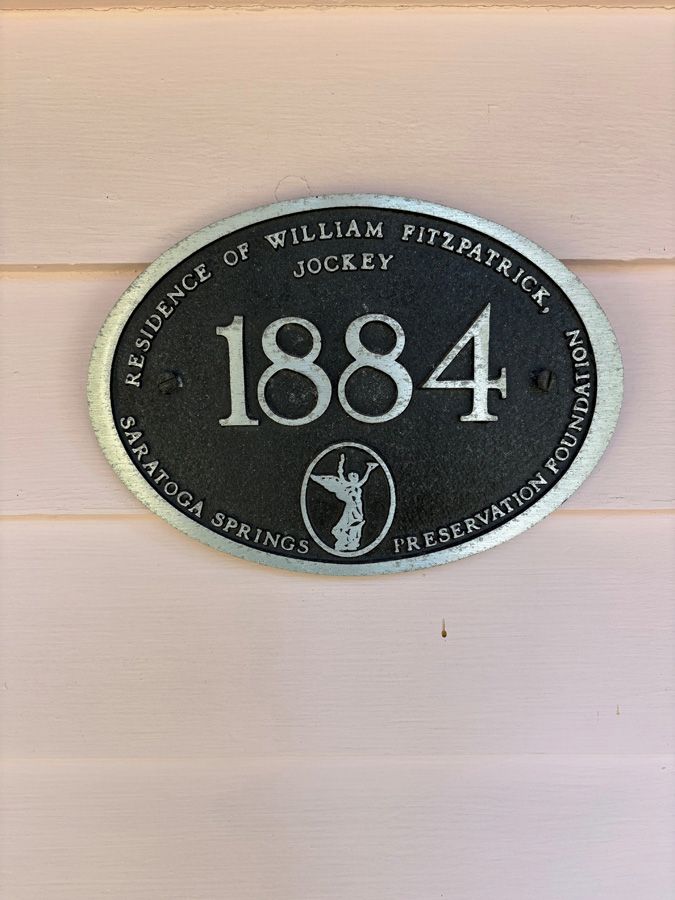 RESIDENCE OF WILLIAM FITZPATRICK,
JOCKEY
1884
SARATOGA SPRINGS PRESERVATION FOUNDATION